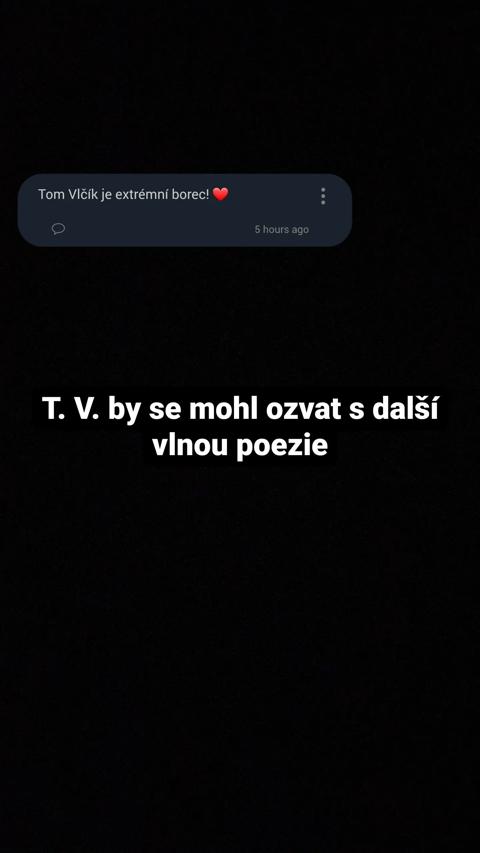 Tom Vlčík je extrémní borec! ❤️
5 hours ago
T. V. by se mohl ozvat s další
vlnou poezie